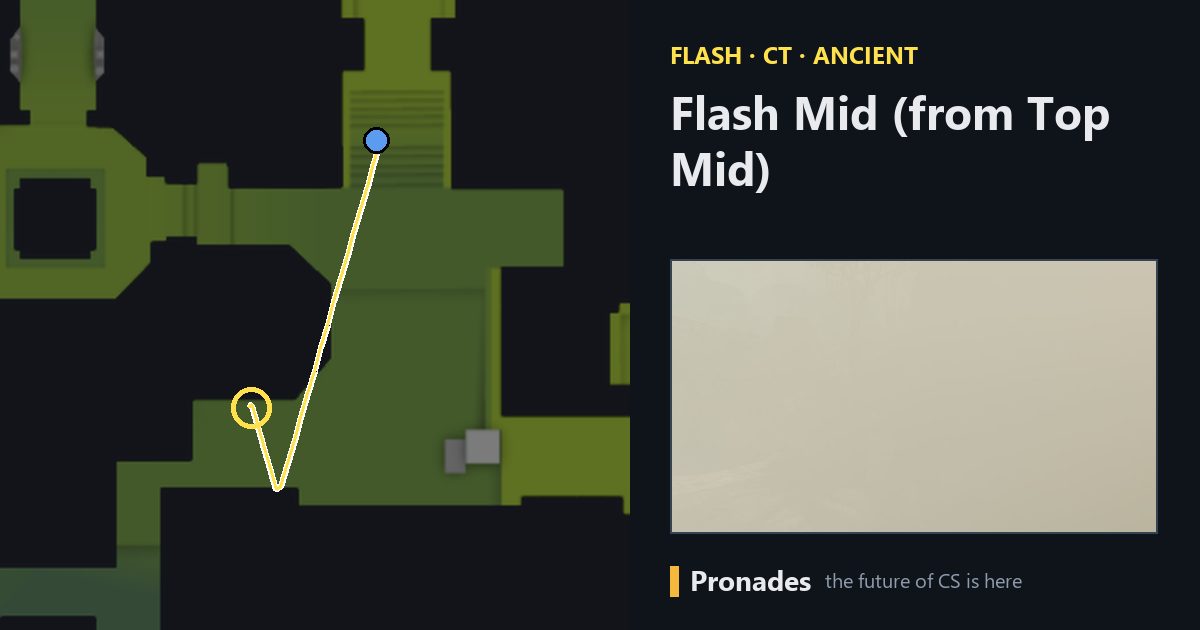 FLASH · CT · ANCIENT
Flash Mid (from Top
Mid)
Pronades the future of CS is here